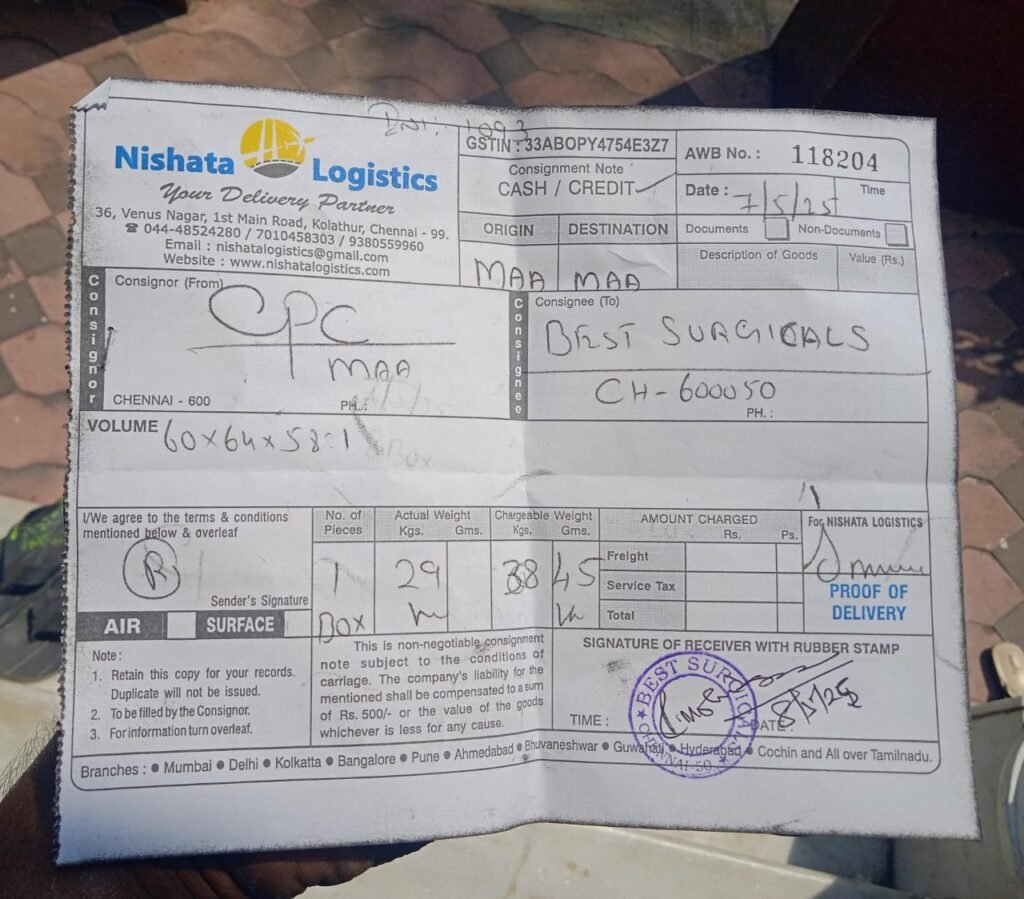 INV: 1093
Nishata Logistics
Your Delivery Partner
36, Venus Nagar, 1st Main Road, Kolathur, Chennai - 99.
☎ 044-48524280 / 7010458303 / 9380559960
Email : nishatalogistics@gmail.com
Website : www.nishatalogistics.com
GSTIN : 33ABOPY4754E3Z7
Consignment Note
CASH / CREDIT
AWB No. : 118204
Date : 7/5/25 Time
ORIGIN DESTINATION
MAA MAA
Documents Non-Documents
Description of Goods Value (Rs.)
Consignor
Consignor (From)
CPC
MAA
CHENNAI - 600 PH. :
Consignee
Consignee (To)
BEST SURGICALS
CH-600050
PH. :
VOLUME 60x64x58=1
Box
I/We agree to the terms & conditions
mentioned below & overleaf
R
Sender's Signature
AIR SURFACE
No. of Pieces
1
Box
Actual Weight
Kgs. Gms.
29
Chargeable Weight
Kgs. Gms.
45
AMOUNT CHARGED
Rs. Ps.
Freight
Service Tax
Total
For NISHATA LOGISTICS
PROOF OF
DELIVERY
Note :
1. Retain this copy for your records.
Duplicate will not be issued.
2. To be filled by the Consignor.
3. For information turn overleaf.
This is non-negotiable consignment
note subject to the conditions of
carriage. The company's liability for the
mentioned shall be compensated to a sum
of Rs. 500/- or the value of the goods
whichever is less for any cause.
SIGNATURE OF RECEIVER WITH RUBBER STAMP
BEST SURGICALS
CHENNAI-50
TIME : DATE :
Branches : ● Mumbai ● Delhi ● Kolkatta ● Bangalore ● Pune ● Ahmedabad ● Bhuvaneshwar ● Guwahati ● Hyderabad ● Cochin and All over Tamilnadu.